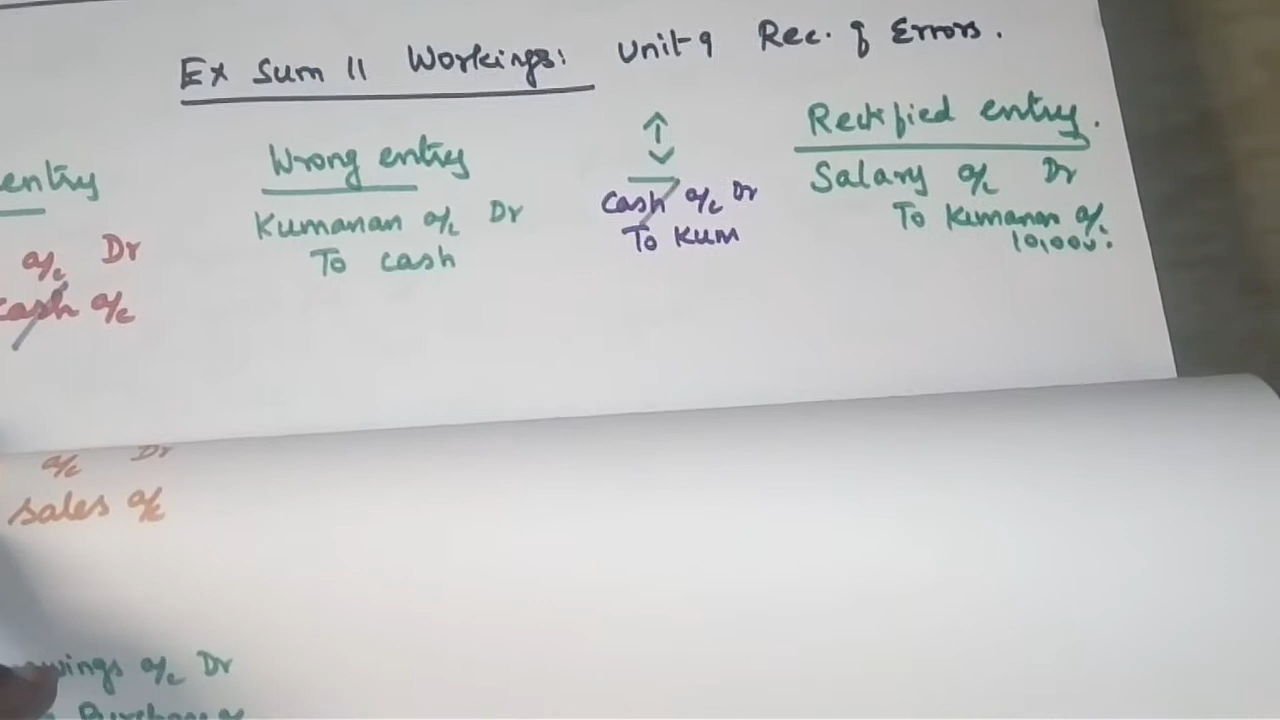 Ex Sum 11 Workings: Unit-9 Rec. of Errors.
entry
a/c Dr
cash a/c
Wrong entry
Kumanan a/c Dr
To cash
Cash a/c Dr
To Kum
Rectified entry.
Salary a/c Dr
To Kumanan a/c
10,000
a/c Dr
sales a/c
wings a/c Dr
Purchase